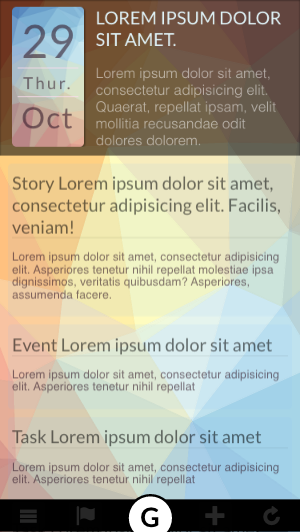 29
Thur.
Oct
LOREM IPSUM DOLOR
SIT AMET.
Lorem ipsum dolor sit amet,
consectetur adipisicing elit.
Quaerat, repellat ipsam, velit
mollitia recusandae odit
dolores dolorem.
Story Lorem ipsum dolor sit amet,
consectetur adipisicing elit. Facilis,
veniam!
Lorem ipsum dolor sit amet, consectetur adipisicing
elit. Asperiores tenetur nihil repellat molestiae ipsa
dignissimos, veritatis quibusdam? Asperiores,
assumenda facere.
Event Lorem ipsum dolor sit amet
Lorem ipsum dolor sit amet, consectetur adipisicing
elit. Asperiores tenetur nihil repellat
Task Lorem ipsum dolor sit amet
Lorem ipsum dolor sit amet, consectetur adipisicing
elit. Asperiores tenetur nihil repellat
G